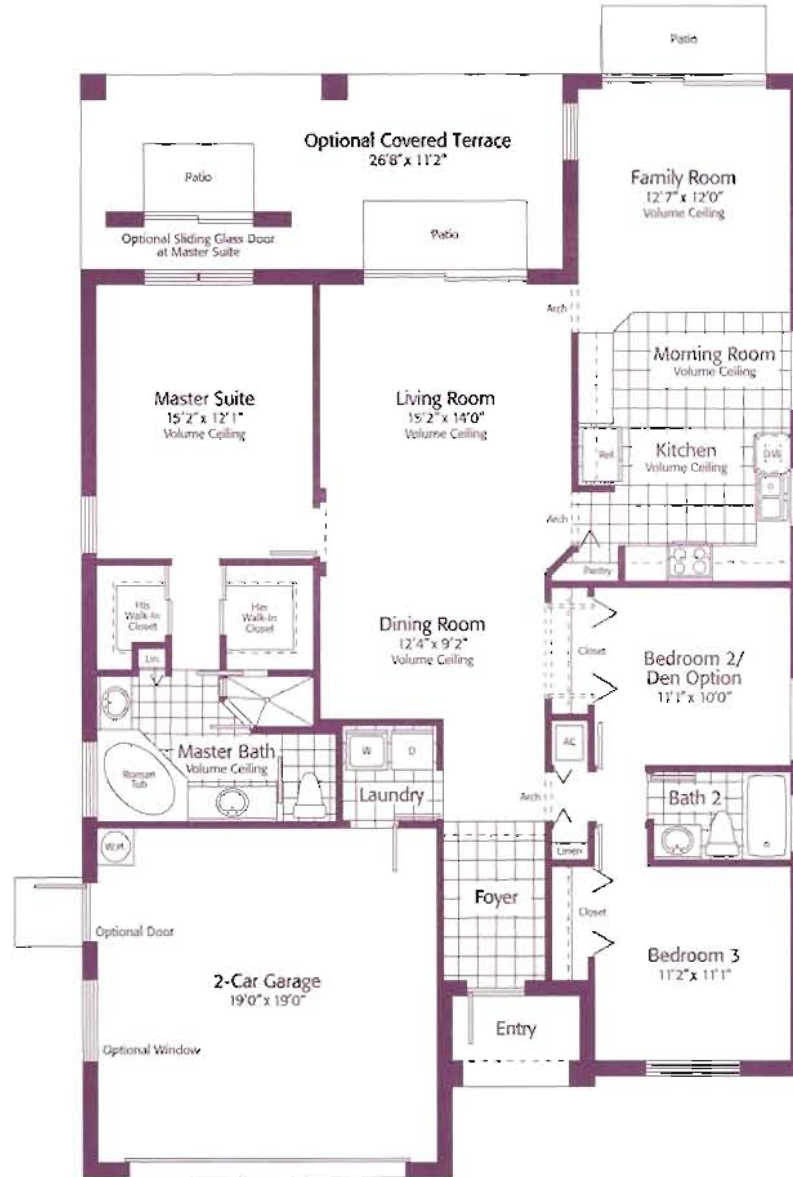 Patio
Optional Covered Terrace
26'8" x 11'2"
Patio
Family Room
12'7" x 12'0"
Volume Ceiling
Patio
Optional Sliding Glass Door
at Master Suite
Arch
Morning Room
Volume Ceiling
Master Suite
15'2" x 12'1"
Volume Ceiling
Living Room
15'2" x 14'0"
Volume Ceiling
Ref.
Kitchen
Volume Ceiling
DW
Arch
Pantry
His
Walk-In
Closet
Her
Walk-In
Closet
Dining Room
12'4" x 9'2"
Volume Ceiling
Closet
Bedroom 2/
Den Option
11'1" x 10'0"
Lin.
Master Bath
Volume Ceiling
Roman
Tub
W
D
Laundry
AC
Arch
Linen
Bath 2
W.H.
Foyer
Closet
Optional Door
Bedroom 3
11'2" x 11'1"
2-Car Garage
19'0" x 19'0"
Entry
Optional Window